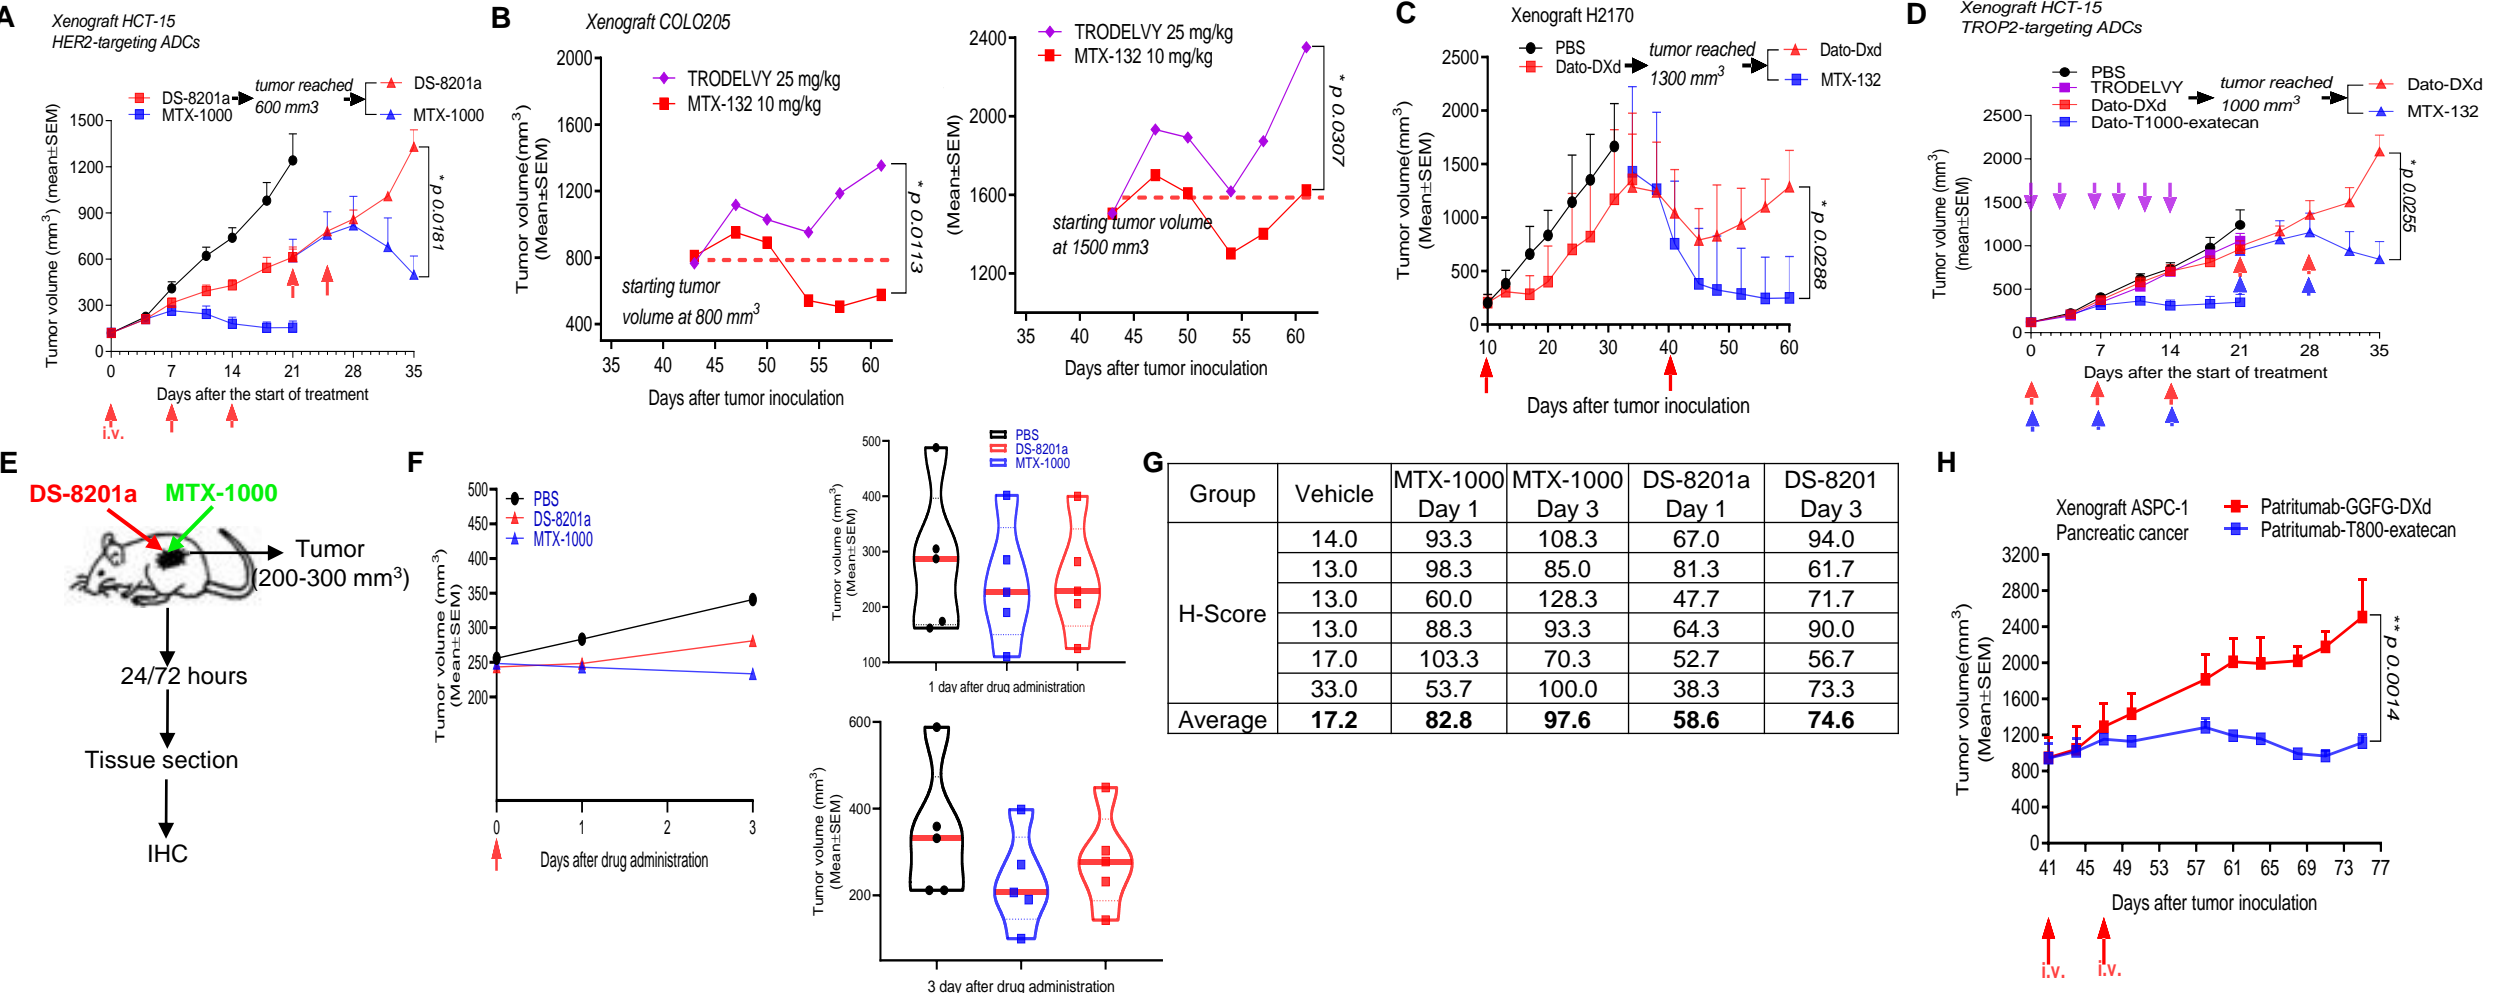 A
Xenograft HCT-15
HER2-targeting ADCs
DS-8201a
MTX-1000
tumor reached
600 mm3
DS-8201a
MTX-1000
Tumor volume (mm³) (mean±SEM)
1500
1200
900
600
300
0
0 7 14 21 28 35
* p 0.0181
Days after the start of treatment
i.v.
B
Xenograft COLO205
TRODELVY 25 mg/kg
MTX-132 10 mg/kg
Tumor volume(mm³)
(Mean±SEM)
2000
1600
1200
800
400
35 40 45 50 55 60
starting tumor
volume at 800 mm³
* p 0.0113
Days after tumor inoculation
TRODELVY 25 mg/kg
MTX-132 10 mg/kg
(Mean±SEM)
2400
2000
1600
1200
35 40 45 50 55 60
starting tumor volume
at 1500 mm3
* p 0.0307
Days after tumor inoculation
C
Xenograft H2170
PBS
Dato-DXd
tumor reached
1300 mm³
Dato-Dxd
MTX-132
Tumor volume(mm³)
(Mean±SEM)
2500
2000
1500
1000
500
0
10 20 30 40 50 60
* p 0.0288
Days after tumor inoculation
D
Xenograft HCT-15
TROP2-targeting ADCs
PBS
TRODELVY
Dato-DXd
Dato-T1000-exatecan
tumor reached
1000 mm³
Dato-DXd
MTX-132
Tumor volume (mm³)
(mean±SEM)
2500
2000
1500
1000
500
0
0 7 14 21 28 35
* p 0.0255
Days after the start of treatment
E
DS-8201a
MTX-1000
Tumor
(200-300 mm³)
24/72 hours
Tissue section
IHC
F
PBS
DS-8201a
MTX-1000
Tumor volume (mm³)
(Mean±SEM)
500
450
400
350
300
250
200
0 1 2 3
Days after drug administration
PBS
DS-8201a
MTX-1000
Tumor volume (mm³)
(Mean±SEM)
500
400
300
200
100
1 day after drug administration
Tumor volume (mm³)
(Mean±SEM)
600
400
200
3 day after drug administration
G
Group Vehicle MTX-1000 Day 1 MTX-1000 Day 3 DS-8201a Day 1 DS-8201 Day 3
H-Score
14.0 93.3 108.3 67.0 94.0
13.0 98.3 85.0 81.3 61.7
13.0 60.0 128.3 47.7 71.7
13.0 88.3 93.3 64.3 90.0
17.0 103.3 70.3 52.7 56.7
33.0 53.7 100.0 38.3 73.3
Average 17.2 82.8 97.6 58.6 74.6
H
Xenograft ASPC-1
Pancreatic cancer
Patritumab-GGFG-DXd
Patritumab-T800-exatecan
Tumor volume(mm³)
(Mean±SEM)
3200
2800
2400
2000
1600
1200
800
400
0
41 45 49 53 57 61 65 69 73 77
** p 0.0014
Days after tumor inoculation
i.v. i.v.